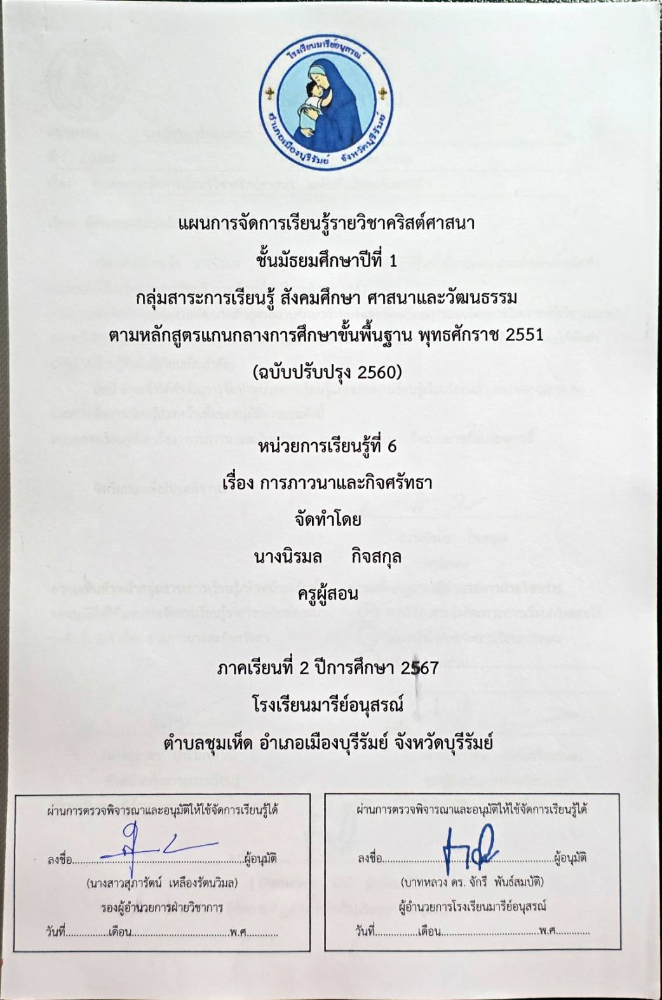 โรงเรียนมารีย์อนุสรณ์
อำเภอเมืองบุรีรัมย์ จังหวัดบุรีรัมย์
แผนการจัดการเรียนรู้รายวิชาคริสต์ศาสนา
ชั้นมัธยมศึกษาปีที่ 1
กลุ่มสาระการเรียนรู้ สังคมศึกษา ศาสนาและวัฒนธรรม
ตามหลักสูตรแกนกลางการศึกษาขั้นพื้นฐาน พุทธศักราช 2551
(ฉบับปรับปรุง 2560)
หน่วยการเรียนรู้ที่ 6
เรื่อง การภาวนาและกิจศรัทธา
จัดทำโดย
นางนิรมล กิจสกุล
ครูผู้สอน
ภาคเรียนที่ 2 ปีการศึกษา 2567
โรงเรียนมารีย์อนุสรณ์
ตำบลชุมเห็ด อำเภอเมืองบุรีรัมย์ จังหวัดบุรีรัมย์
ผ่านการตรวจพิจารณาและอนุมัติให้ใช้จัดการเรียนรู้ได้
ลงชื่อ................................................................ผู้อนุมัติ
(นางสาวสุภารัตน์ เหลืองรัตนวิมล)
รองผู้อำนวยการฝ่ายวิชาการ
วันที่................เดือน.....................................พ.ศ............
ผ่านการตรวจพิจารณาและอนุมัติให้ใช้จัดการเรียนรู้ได้
ลงชื่อ................................................................ผู้อนุมัติ
(บาทหลวง ดร. จักรี พันธ์สมบัติ)
ผู้อำนวยการโรงเรียนมารีย์อนุสรณ์
วันที่................เดือน.....................................พ.ศ.............